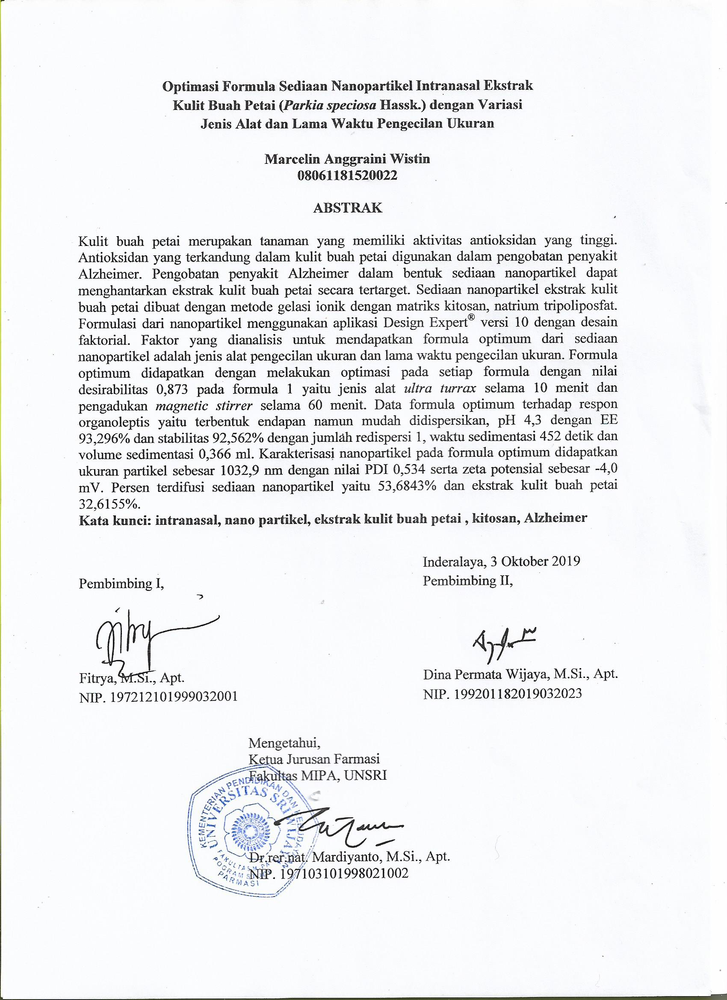 Optimasi Formula Sediaan Nanopartikel Intranasal Ekstrak
Kulit Buah Petai (Parkia speciosa Hassk.) dengan Variasi
Jenis Alat dan Lama Waktu Pengecilan Ukuran
Marcelin Anggraini Wistin
08061181520022
ABSTRAK
Kulit buah petai merupakan tanaman yang memiliki aktivitas antioksidan yang tinggi.
Antioksidan yang terkandung dalam kulit buah petai digunakan dalam pengobatan penyakit
Alzheimer. Pengobatan penyakit Alzheimer dalam bentuk sediaan nanopartikel dapat
menghantarkan ekstrak kulit buah petai secara tertarget. Sediaan nanopartikel ekstrak kulit
buah petai dibuat dengan metode gelasi ionik dengan matriks kitosan, natrium tripoliposfat.
Formulasi dari nanopartikel menggunakan aplikasi Design Expert® versi 10 dengan desain
faktorial. Faktor yang dianalisis untuk mendapatkan formula optimum dari sediaan
nanopartikel adalah jenis alat pengecilan ukuran dan lama waktu pengecilan ukuran. Formula
optimum didapatkan dengan melakukan optimasi pada setiap formula dengan nilai
desirabilitas 0,873 pada formula 1 yaitu jenis alat ultra turrax selama 10 menit dan
pengadukan magnetic stirrer selama 60 menit. Data formula optimum terhadap respon
organoleptis yaitu terbentuk endapan namun mudah didispersikan, pH 4,3 dengan EE
93,296% dan stabilitas 92,562% dengan jumlah redispersi 1, waktu sedimentasi 452 detik dan
volume sedimentasi 0,366 ml. Karakterisasi nanopartikel pada formula optimum didapatkan
ukuran partikel sebesar 1032,9 nm dengan nilai PDI 0,534 serta zeta potensial sebesar -4,0
mV. Persen terdifusi sediaan nanopartikel yaitu 53,6843% dan ekstrak kulit buah petai
32,6155%.
Kata kunci: intranasal, nano partikel, ekstrak kulit buah petai , kitosan, Alzheimer
Inderalaya, 3 Oktober 2019
Pembimbing I,
Pembimbing II,
Fitrya, M.Si., Apt.
NIP. 197212101999032001
Dina Permata Wijaya, M.Si., Apt.
NIP. 199201182019032023
Mengetahui,
Ketua Jurusan Farmasi
Fakultas MIPA, UNSRI
KEMENTERIAN PENDIDIKAN DAN
UNIVERSITAS SRIWIJAYA
FAKULTAS M.PA
PARMASI
Dr.rer.nat. Mardiyanto, M.Si., Apt.
NIP. 197103101998021002